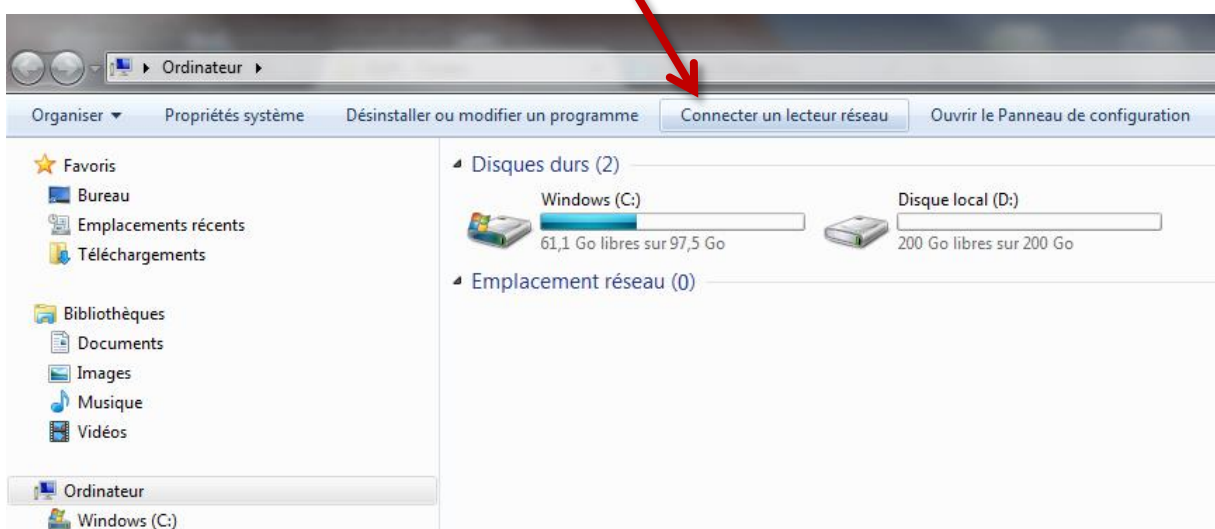 Ordinateur
Organiser Propriétés système Désinstaller ou modifier un programme Connecter un lecteur réseau Ouvrir le Panneau de configuration
Favoris
Bureau
Emplacements récents
Téléchargements
Bibliothèques
Documents
Images
Musique
Vidéos
Ordinateur
Windows (C:)
Disques durs (2)
Windows (C:)
61,1 Go libres sur 97,5 Go
Disque local (D:)
200 Go libres sur 200 Go
Emplacement réseau (0)